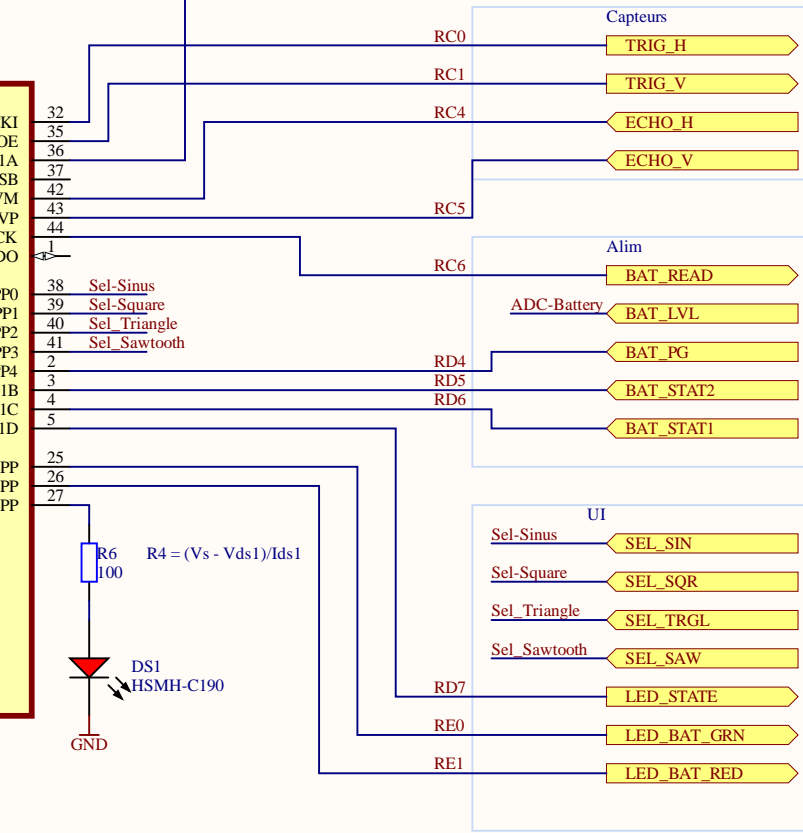 Capteurs
RC0
TRIG_H
RC1
TRIG_V
32
KI
RC4
ECHO_H
35
OE
36
1A
ECHO_V
37
SB
42
VM
43
VP
RC5
44
CK
Alim
1
DO
RC6
BAT_READ
38
PP0
Sel-Sinus
39
PP1
Sel-Square
ADC-Battery
BAT_LVL
40
PP2
Sel_Triangle
41
PP3
Sel_Sawtooth
BAT_PG
2
PP4
RD4
3
1B
RD5
BAT_STAT2
4
1C
RD6
5
1D
BAT_STAT1
25
PP
26
PP
27
PP
UI
Sel-Sinus
SEL_SIN
R6
100
R4 = (Vs - Vds1)/Ids1
Sel-Square
SEL_SQR
Sel_Triangle
SEL_TRGL
Sel_Sawtooth
SEL_SAW
DS1
HSMH-C190
RD7
LED_STATE
RE0
LED_BAT_GRN
GND
RE1
LED_BAT_RED